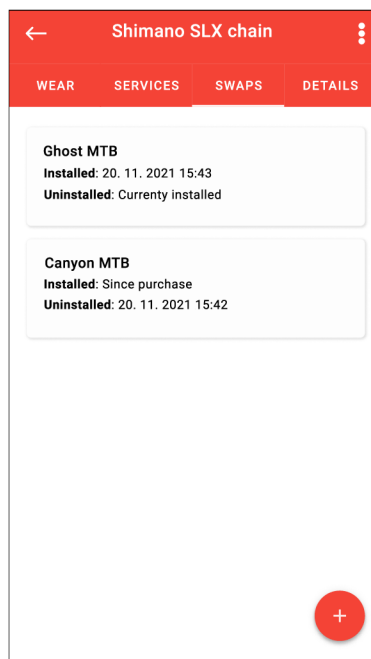 Shimano SLX chain
WEAR SERVICES SWAPS DETAILS
Ghost MTB
Installed: 20. 11. 2021 15:43
Uninstalled: Currenty installed
Canyon MTB
Installed: Since purchase
Uninstalled: 20. 11. 2021 15:42
+